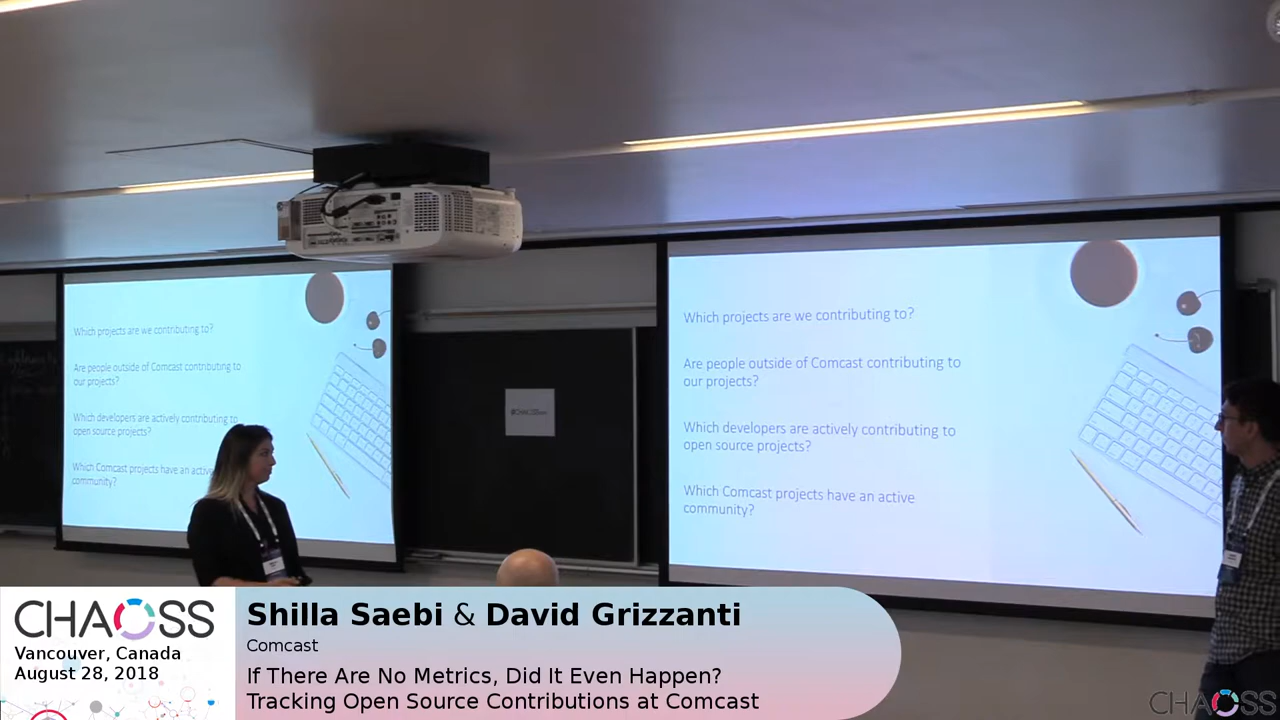 Which projects are we contributing to?
Are people outside of Comcast contributing to
our projects?
Which developers are actively contributing to
open source projects?
Which Comcast projects have an active
community?
Which projects are we contributing to?
Are people outside of Comcast contributing to
our projects?
Which developers are actively contributing to
open source projects?
Which Comcast projects have an active
community?
CHAOSS
CHAOSS
Vancouver, Canada
August 28, 2018
Shilla Saebi & David Grizzanti
Comcast
If There Are No Metrics, Did It Even Happen?
Tracking Open Source Contributions at Comcast
CHAOSS